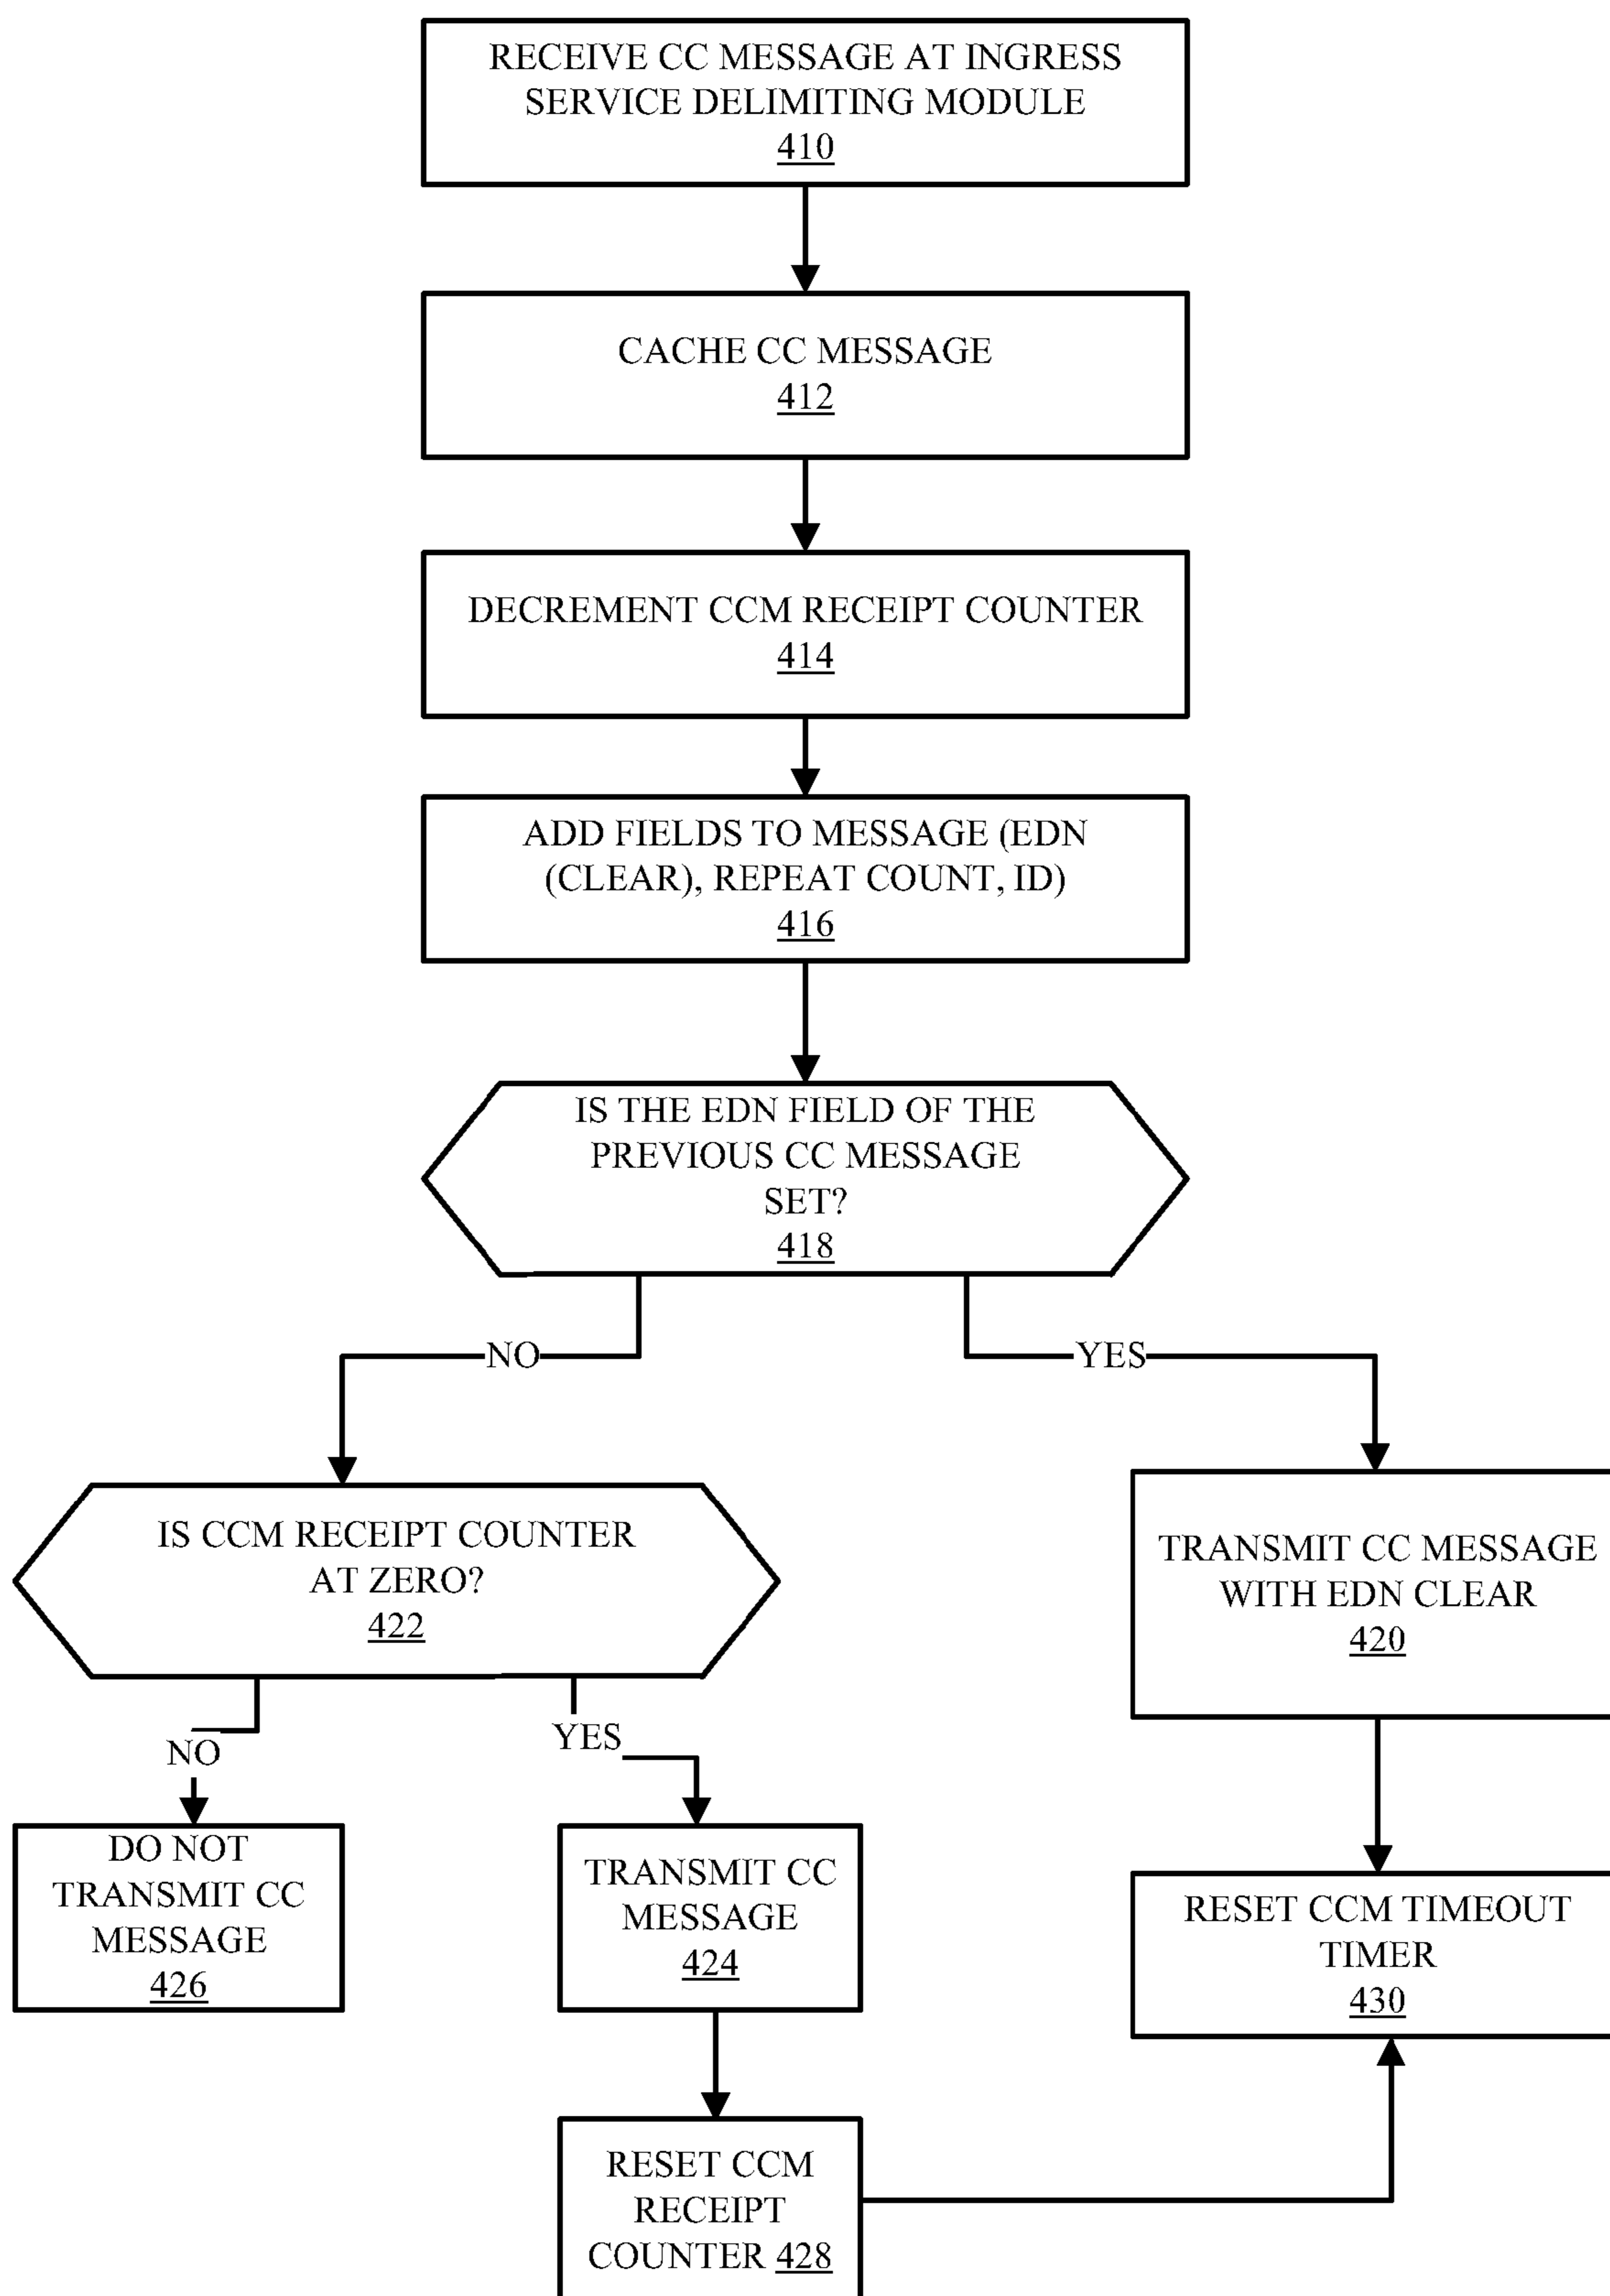 RECEIVE CC MESSAGE AT INGRESS
SERVICE DELIMITING MODULE
410
CACHE CC MESSAGE
412
DECREMENT CCM RECEIPT COUNTER
414
ADD FIELDS TO MESSAGE (EDN
(CLEAR), REPEAT COUNT, ID)
416
IS THE EDN FIELD OF THE
PREVIOUS CC MESSAGE
SET?
418
NO
YES
IS CCM RECEIPT COUNTER
AT ZERO?
422
TRANSMIT CC MESSAGE
WITH EDN CLEAR
420
NO
YES
DO NOT
TRANSMIT CC
MESSAGE
426
TRANSMIT CC
MESSAGE
424
RESET CCM TIMEOUT
TIMER
430
RESET CCM
RECEIPT
COUNTER 428